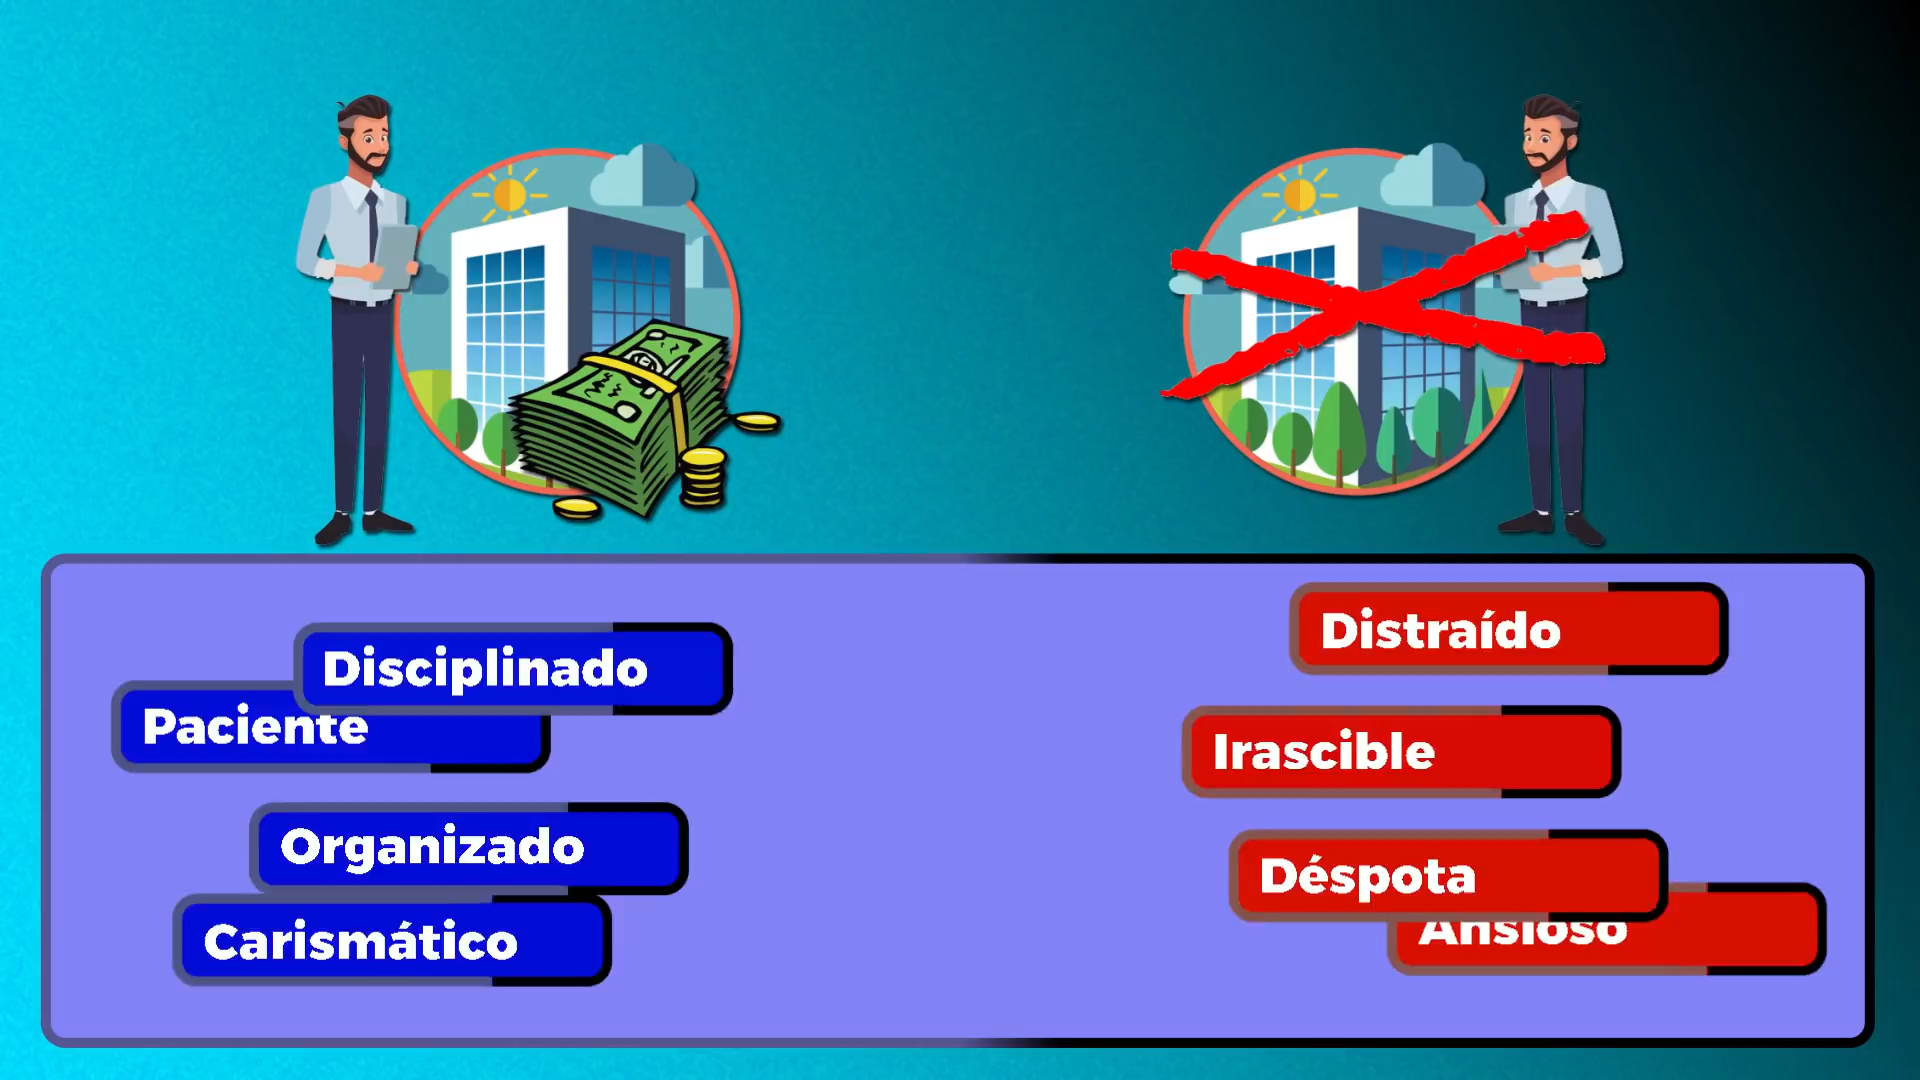 Disciplinado
Paciente
Organizado
Carismático
Distraído
Irascible
Déspota
Ansioso